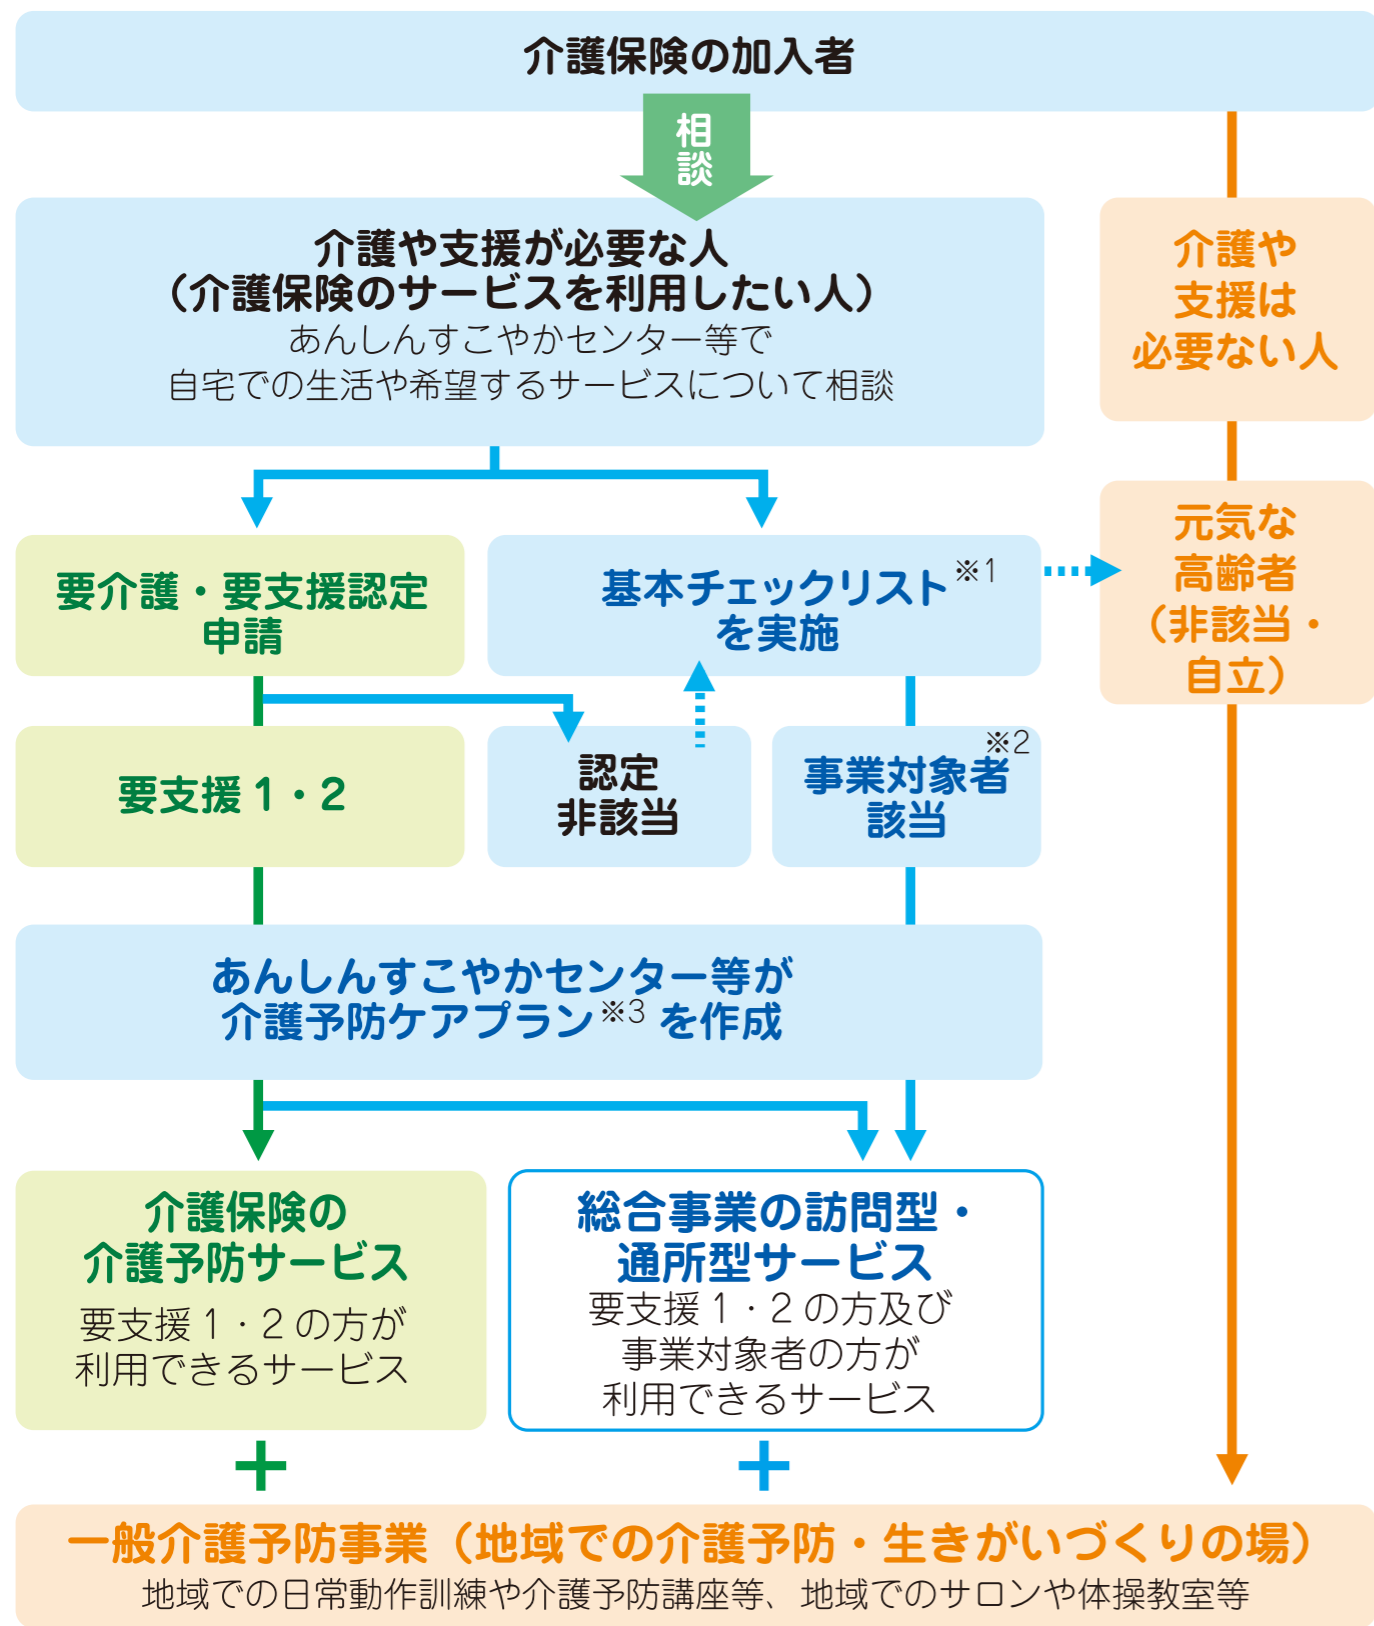 介護保険の加入者
相談
介護や支援が必要な人
（介護保険のサービスを利用したい人）
あんしんすこやかセンター等で
自宅での生活や希望するサービスについて相談
介護や
支援は
必要ない人
要介護・要支援認定
申請
基本チェックリスト※1
を実施
元気な
高齢者
（非該当・
自立）
要支援1・2
認定
非該当
※2
事業対象者
該当
あんしんすこやかセンター等が
介護予防ケアプラン※3 を作成
介護保険の
介護予防サービス
要支援1・2の方が
利用できるサービス
総合事業の訪問型・
通所型サービス
要支援1・2の方及び
事業対象者の方が
利用できるサービス
＋
＋
一般介護予防事業（地域での介護予防・生きがいづくりの場）
地域での日常動作訓練や介護予防講座等、地域でのサロンや体操教室等